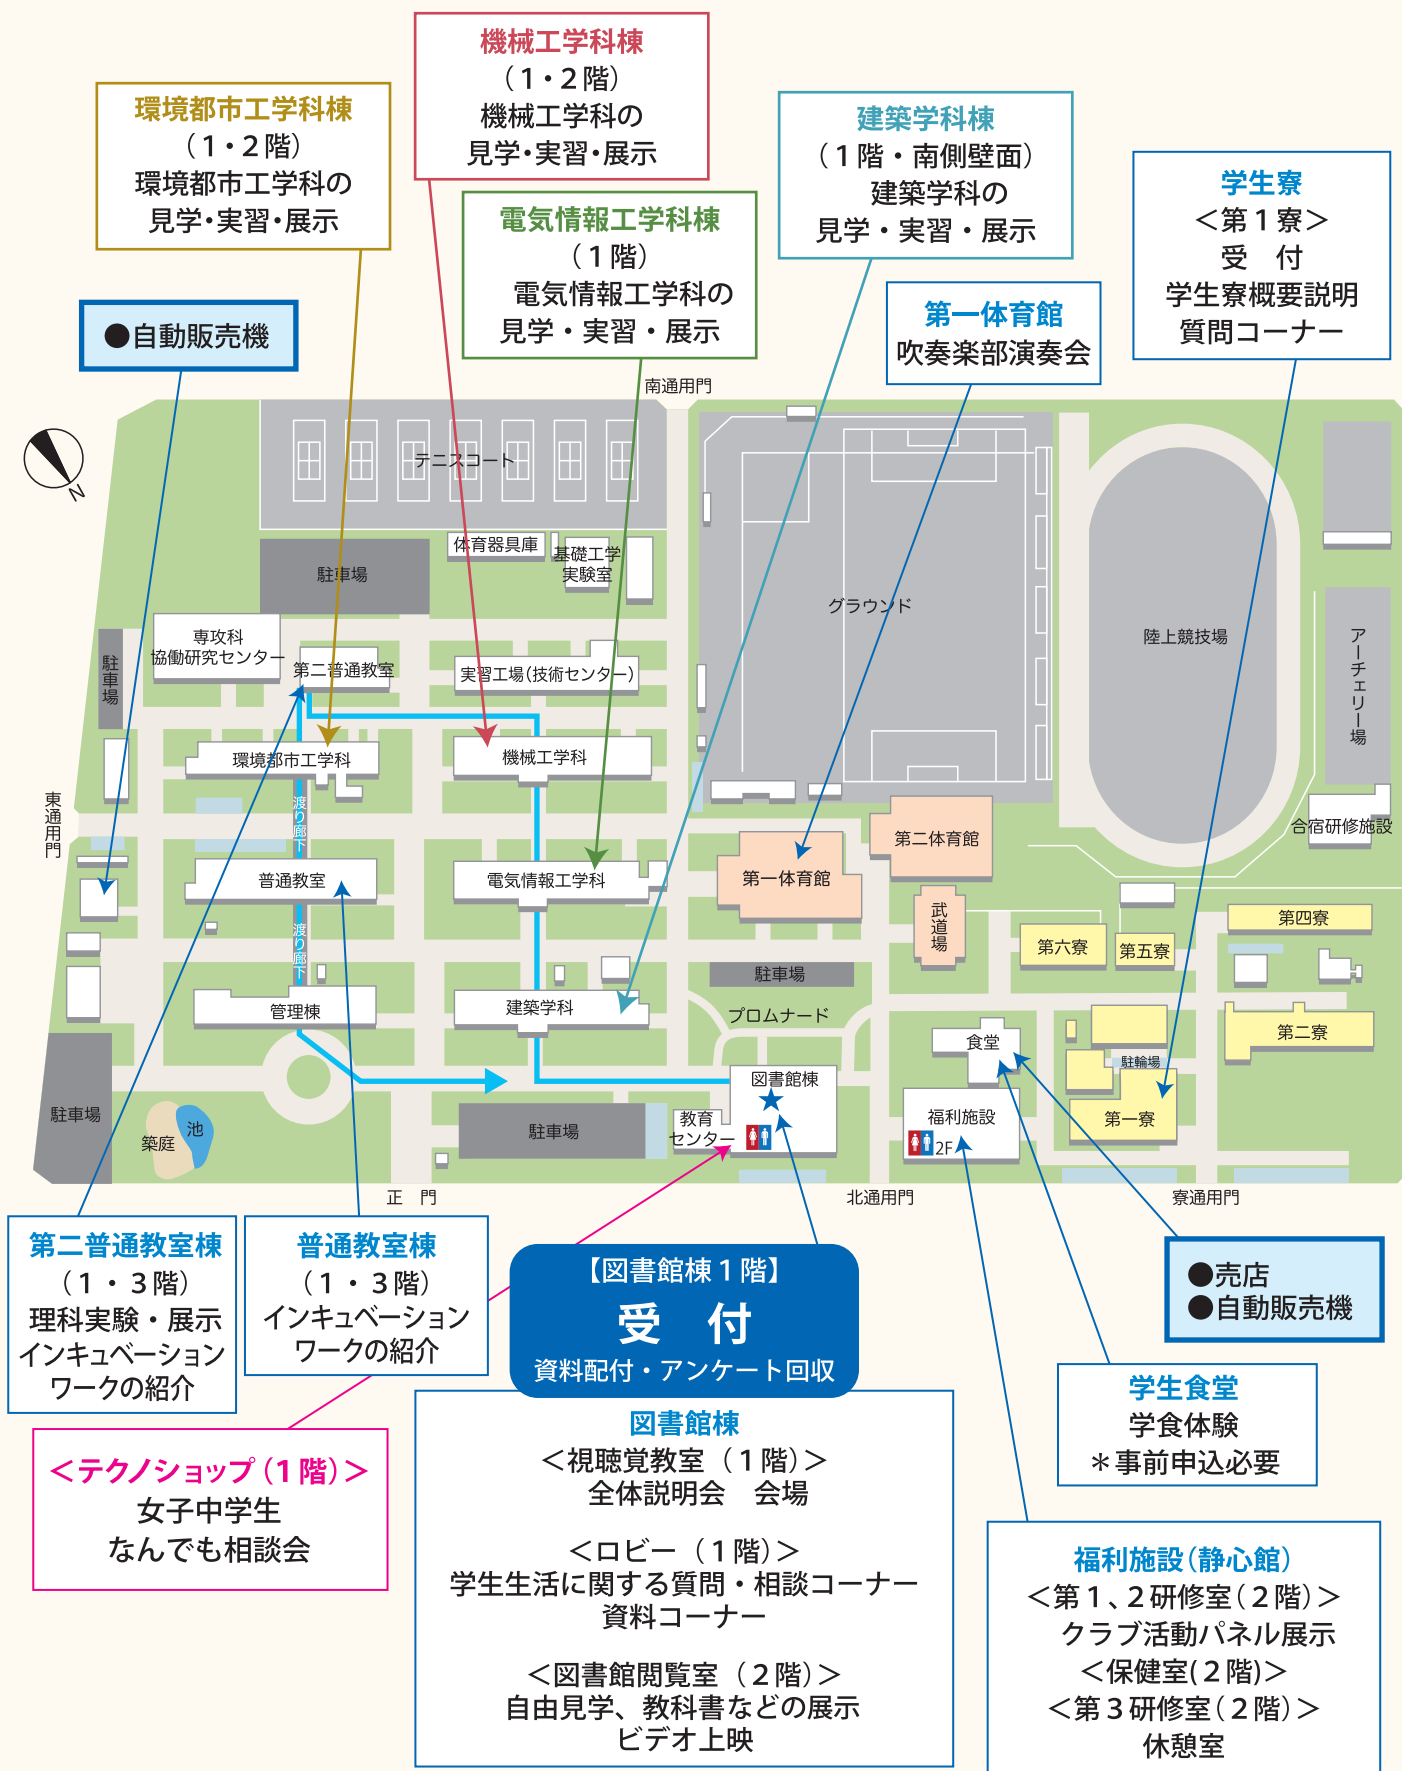 機械工学科棟
（1・2階）
機械工学科の
見学・実習・展示
環境都市工学科棟
（1・2階）
環境都市工学科の
見学・実習・展示
建築学科棟
（1階・南側壁面）
建築学科の
見学・実習・展示
学生寮
＜第1寮＞
受　付
学生寮概要説明
質問コーナー
電気情報工学科棟
（1階）
電気情報工学科の
見学・実習・展示
第一体育館
吹奏楽部演奏会
●自動販売機
南通用門
N
テニスコート
体育器具庫
基礎工学
実験室
駐車場
グラウンド
陸上競技場
アーチェリー場
専攻科
協働研究センター
駐車場
第二普通教室
実習工場（技術センター）
環境都市工学科
機械工学科
東通用門
渡り廊下
合宿研修施設
第二体育館
普通教室
電気情報工学科
第一体育館
武道場
渡り廊下
第四寮
第六寮
第五寮
駐車場
管理棟
建築学科
プロムナード
食堂
第二寮
駐輪場
図書館棟
駐車場
築庭
池
駐車場
教育
センター
福利施設
2F
第一寮
正　門
北通用門
寮通用門
第二普通教室棟
（1・3階）
理科実験・展示
インキュベーション
ワークの紹介
普通教室棟
（1・3階）
インキュベーション
ワークの紹介
【図書館棟1階】
受　付
資料配付・アンケート回収
●売店
●自動販売機
学生食堂
学食体験
＊事前申込必要
＜テクノショップ（1階）＞
女子中学生
なんでも相談会
図書館棟
＜視聴覚教室（1階）＞
全体説明会　会場
＜ロビー（1階）＞
学生生活に関する質問・相談コーナー
資料コーナー
＜図書館閲覧室（2階）＞
自由見学、教科書などの展示
ビデオ上映
福利施設（静心館）
＜第1、2研修室（2階）＞
クラブ活動パネル展示
＜保健室(2階)＞
＜第3研修室（2階）＞
休憩室